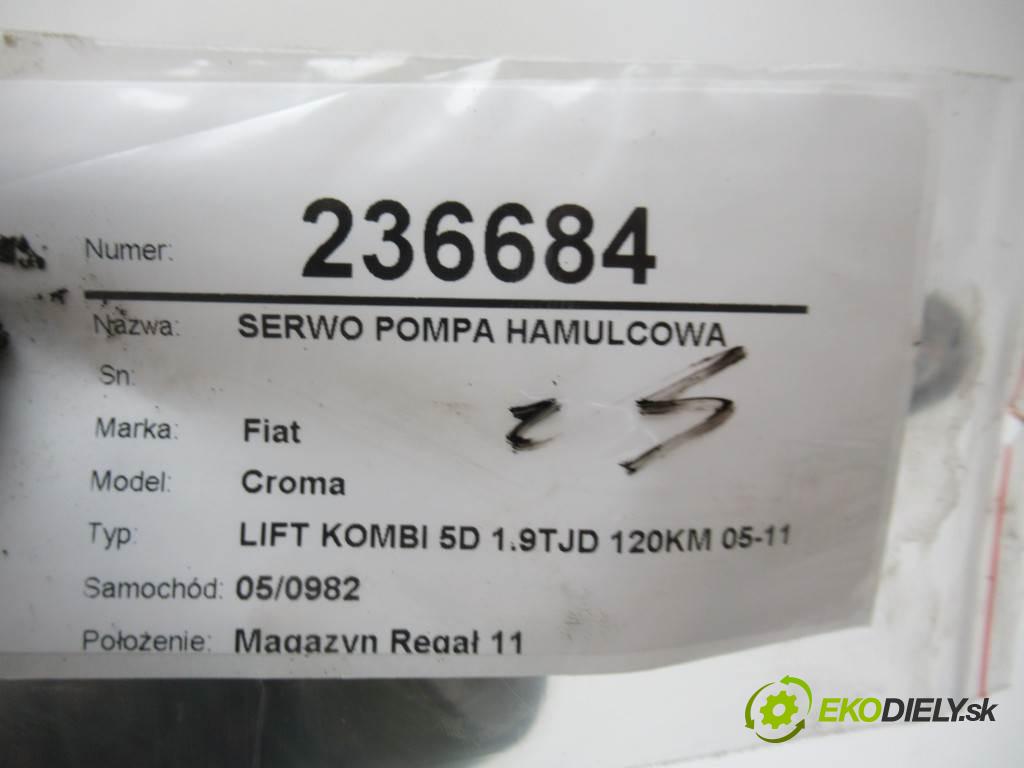 Numer: 236684
Nazwa: SERWO POMPA HAMULCOWA
Sn:
Marka: Fiat
Model: Croma
Typ: LIFT KOMBI 5D 1.9TJD 120KM 05-11
Samochód: 05/0982
Położenie: Magazyn Regał 11
EKODIELY.sk